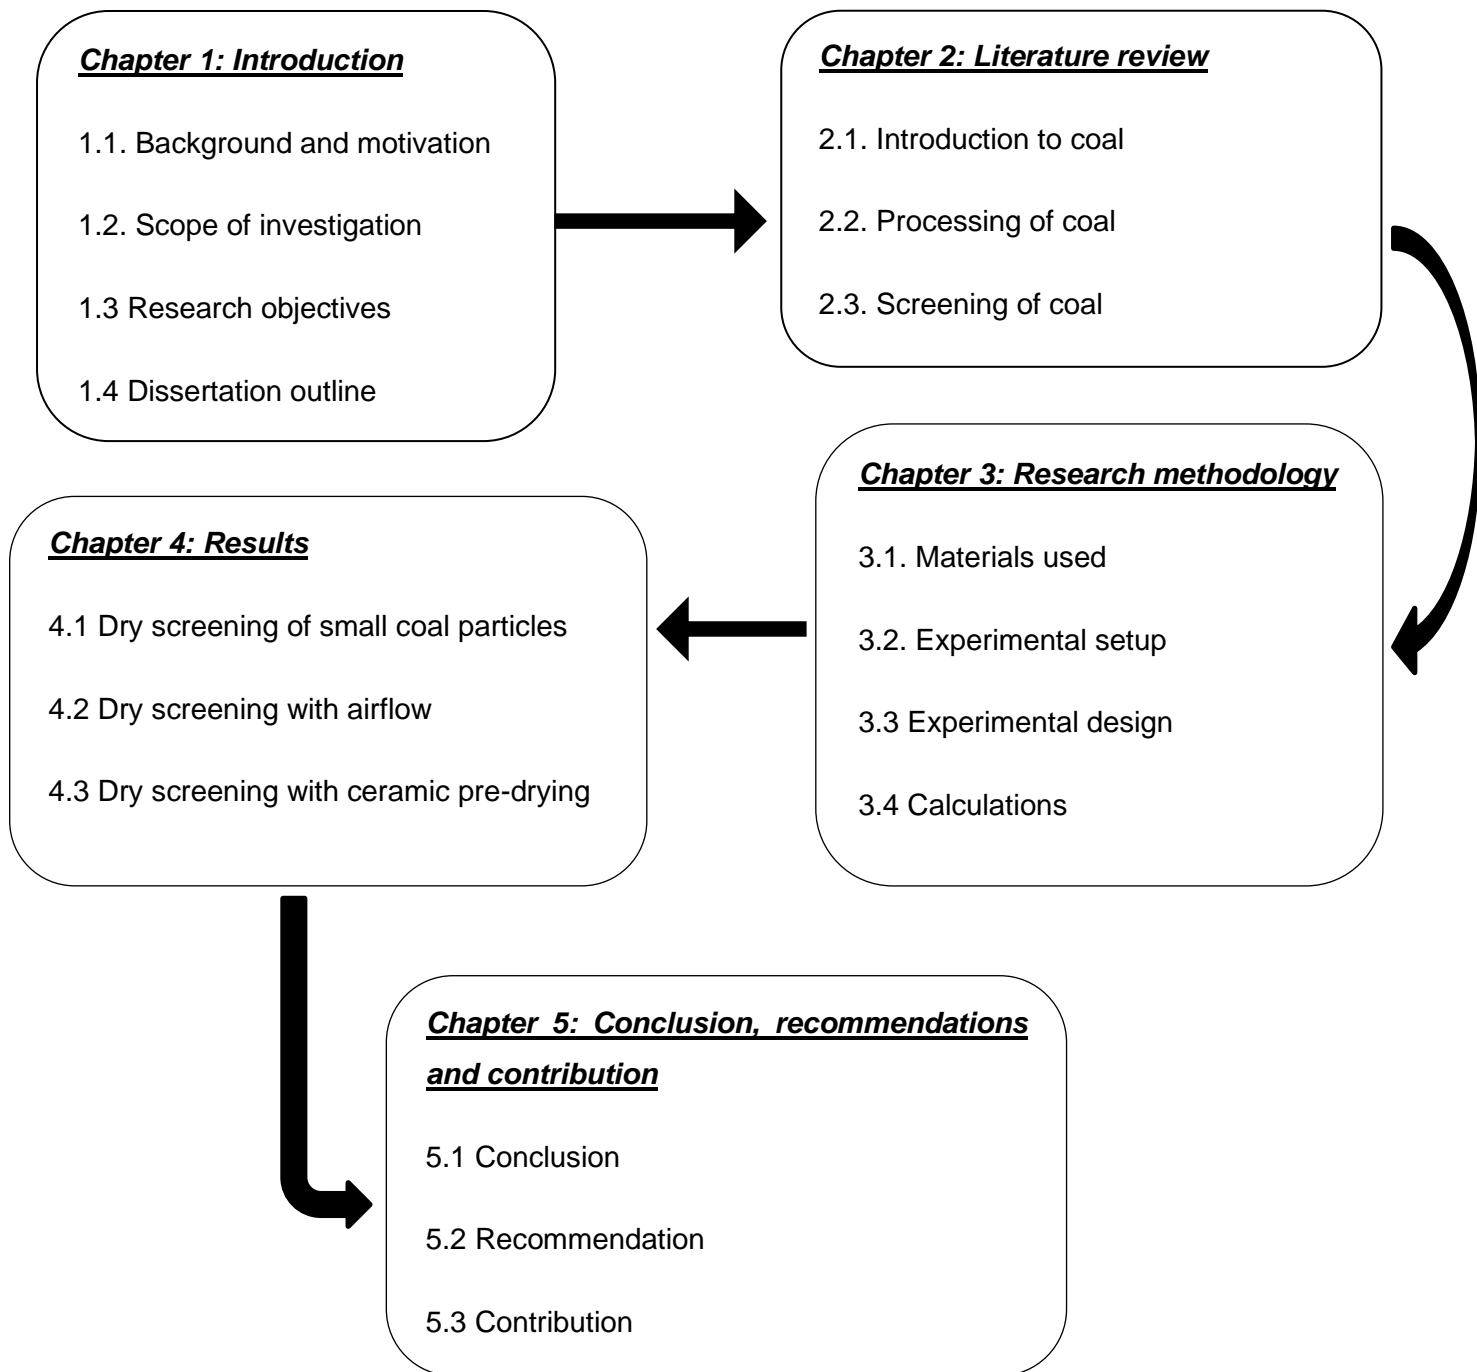 Chapter 1: Introduction
1.1. Background and motivation
1.2. Scope of investigation
1.3 Research objectives
1.4 Dissertation outline
Chapter 2: Literature review
2.1. Introduction to coal
2.2. Processing of coal
2.3. Screening of coal
Chapter 3: Research methodology
3.1. Materials used
3.2. Experimental setup
3.3 Experimental design
3.4 Calculations
Chapter 4: Results
4.1 Dry screening of small coal particles
4.2 Dry screening with airflow
4.3 Dry screening with ceramic pre-drying
Chapter 5: Conclusion, recommendations
and contribution
5.1 Conclusion
5.2 Recommendation
5.3 Contribution